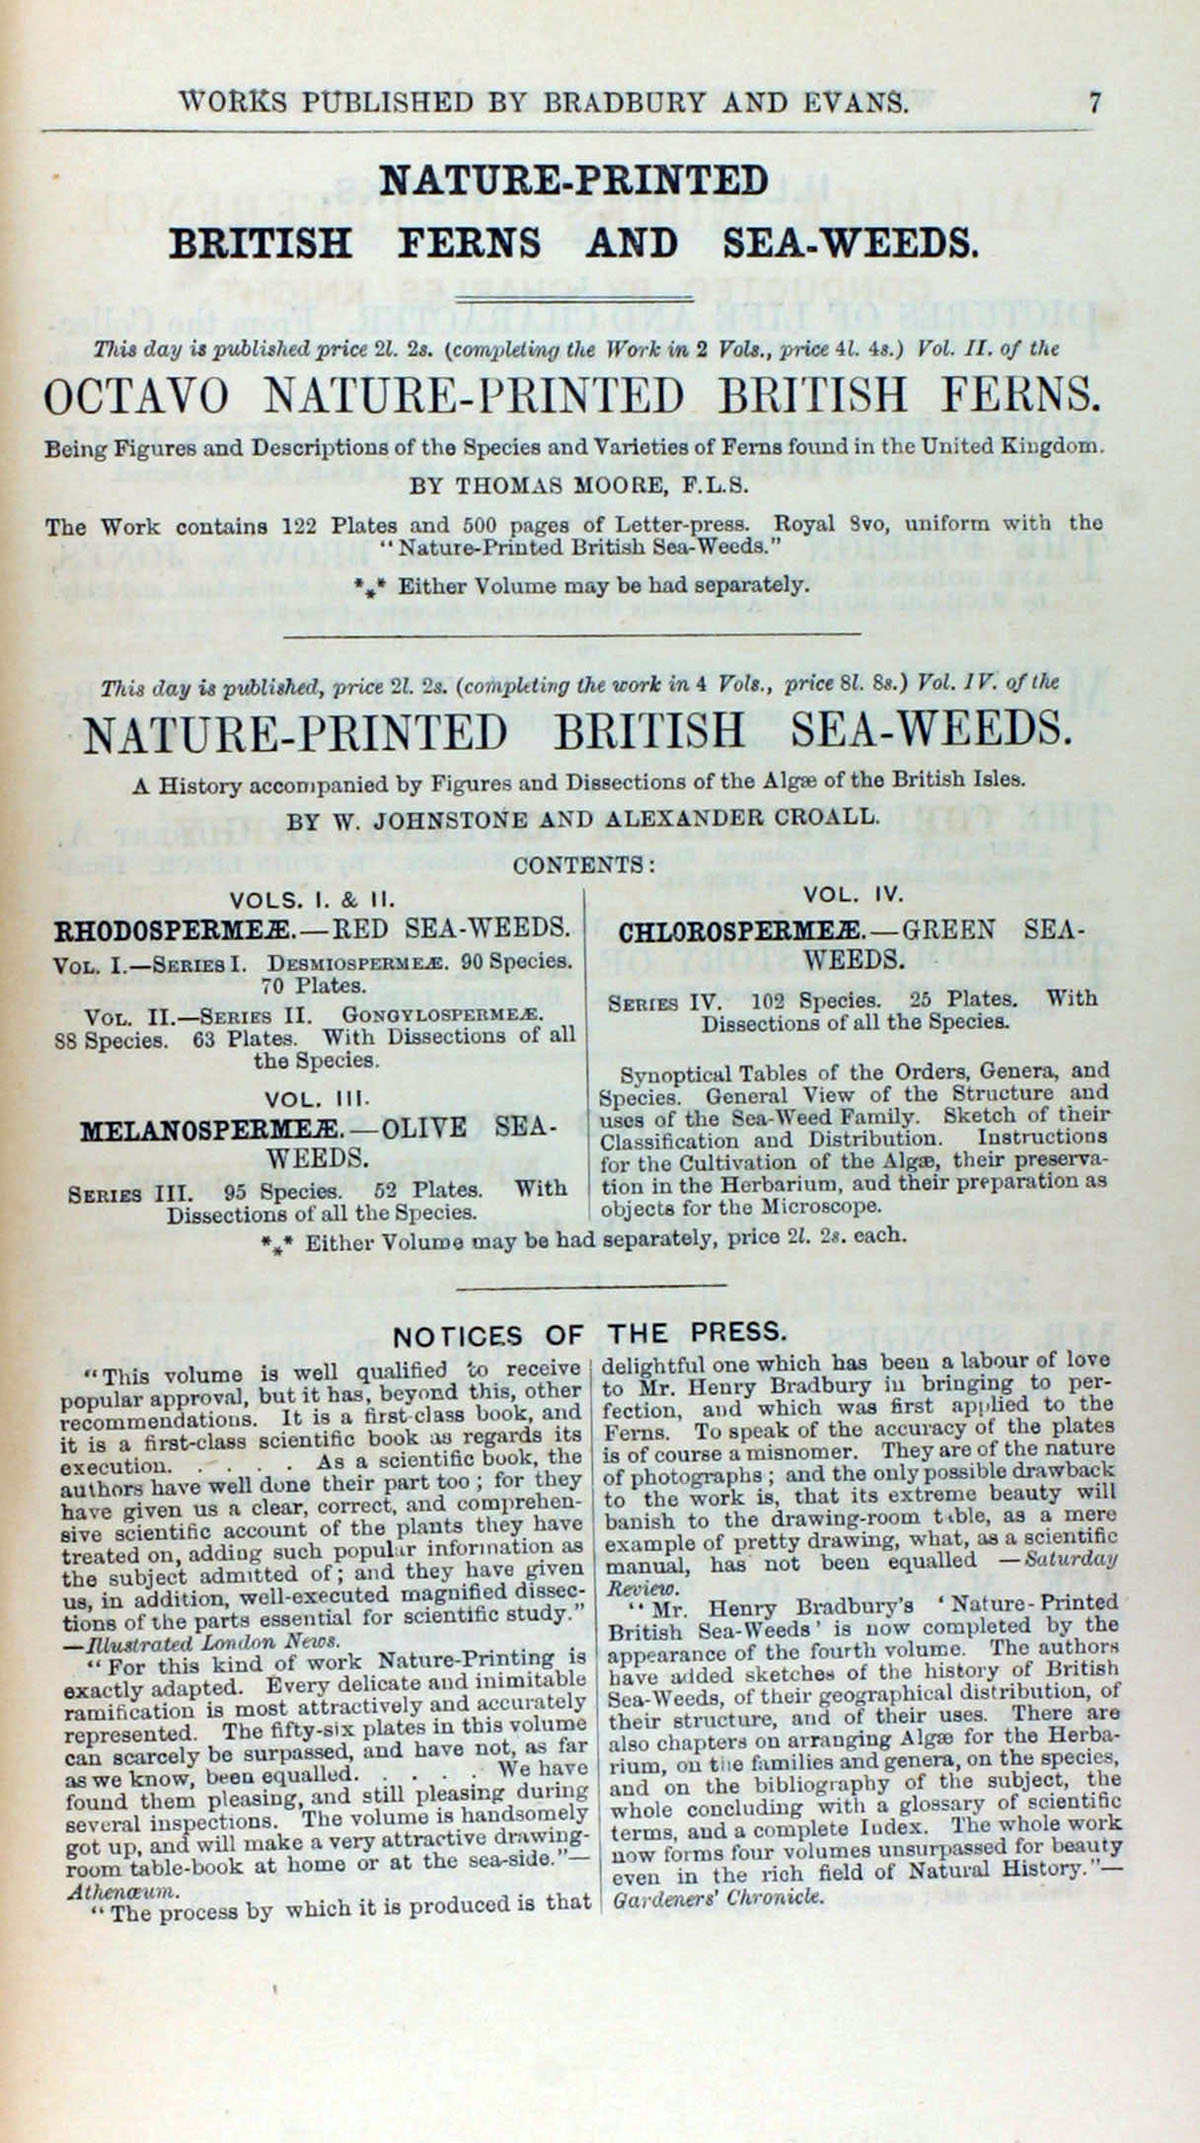 WORKS PUBLISHED BY BRADBURY AND EVANS. 7
NATURE-PRINTED
BRITISH FERNS AND SEA-WEEDS.
This day is published price 2l. 2s. (completing the Work in 2 Vols., price 4l. 4s.) Vol. II. of the
OCTAVO NATURE-PRINTED BRITISH FERNS.
Being Figures and Descriptions of the Species and Varieties of Ferns found in the United Kingdom.
BY THOMAS MOORE, F.L.S.
The Work contains 122 Plates and 500 pages of Letter-press. Royal 8vo, uniform with the
"Nature-Printed British Sea-Weeds."
*⁎* Either Volume may be had separately.
This day is published, price 2l. 2s. (completing the work in 4 Vols., price 8l. 8s.) Vol. IV. of the
NATURE-PRINTED BRITISH SEA-WEEDS.
A History accompanied by Figures and Dissections of the Algæ of the British Isles.
BY W. JOHNSTONE AND ALEXANDER CROALL.
CONTENTS:
VOLS. I. & II.
RHODOSPERMEÆ.—RED SEA-WEEDS.
VOL. I.—SERIES I. DESMIOSPERMEÆ. 90 Species.
70 Plates.
VOL. II.—SERIES II. GONGYLOSPERMEÆ.
88 Species. 63 Plates. With Dissections of all
the Species.
VOL. III.
MELANOSPERMEÆ.—OLIVE SEA-
WEEDS.
SERIES III. 95 Species. 52 Plates. With
Dissections of all the Species.
VOL. IV.
CHLOROSPERMEÆ.—GREEN SEA-
WEEDS.
SERIES IV. 102 Species. 25 Plates. With
Dissections of all the Species.
Synoptical Tables of the Orders, Genera, and
Species. General View of the Structure and
uses of the Sea-Weed Family. Sketch of their
Classification and Distribution. Instructions
for the Cultivation of the Algæ, their preserva-
tion in the Herbarium, and their preparation as
objects for the Microscope.
*⁎* Either Volume may be had separately, price 2l. 2s. each.
NOTICES OF THE PRESS.
"This volume is well qualified to receive
popular approval, but it has, beyond this, other
recommendations. It is a first-class book, and
it is a first-class scientific book as regards its
execution. . . . . As a scientific book, the
authors have well done their part too; for they
have given us a clear, correct, and comprehen-
sive scientific account of the plants they have
treated on, adding such popular information as
the subject admitted of; and they have given
us, in addition, well-executed magnified dissec-
tions of the parts essential for scientific study."
—Illustrated London News.
"For this kind of work Nature-Printing is
exactly adapted. Every delicate and inimitable
ramification is most attractively and accurately
represented. The fifty-six plates in this volume
can scarcely be surpassed, and have not, as far
as we know, been equalled. . . . . We have
found them pleasing, and still pleasing during
several inspections. The volume is handsomely
got up, and will make a very attractive drawing-
room table-book at home or at the sea-side."—
Athenæum.
"The process by which it is produced is that
delightful one which has been a labour of love
to Mr. Henry Bradbury in bringing to per-
fection, and which was first applied to the
Ferns. To speak of the accuracy of the plates
is of course a misnomer. They are of the nature
of photographs; and the only possible drawback
to the work is, that its extreme beauty will
banish to the drawing-room table, as a mere
example of pretty drawing, what, as a scientific
manual, has not been equalled —Saturday
Review.
"Mr. Henry Bradbury's 'Nature-Printed
British Sea-Weeds' is now completed by the
appearance of the fourth volume. The authors
have added sketches of the history of British
Sea-Weeds, of their geographical distribution, of
their structure, and of their uses. There are
also chapters on arranging Algæ for the Herba-
rium, on the families and genera, on the species,
and on the bibliography of the subject, the
whole concluding with a glossary of scientific
terms, and a complete Index. The whole work
now forms four volumes unsurpassed for beauty
even in the rich field of Natural History."—
Gardeners' Chronicle.